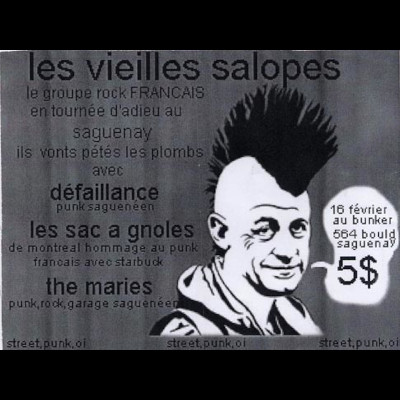 les vieilles salopes
le groupe rock FRANCAIS
en tournée d'adieu au
saguenay
ils vonts pétés les plombs
avec
défaillance
punk saguenéen
les sac a gnoles
de montreal hommage au punk
francais avec starbuck
the maries
punk,rock,garage saguenéen
16 février
au bunker
564 bould
saguenay
5$
street,punk,oi
street,punk,oi
street,punk,oi